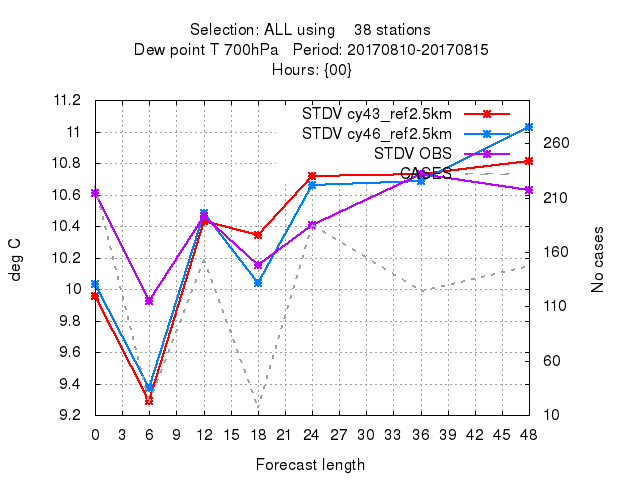 Selection: ALL using    38 stations
Dew point T 700hPa   Period: 20170810-20170815
Hours: {00}
STDV cy43_ref2.5km
STDV cy46_ref2.5km
STDV OBS
CASES
deg C
11.2
11
10.8
10.6
10.4
10.2
10
9.8
9.6
9.4
9.2
260
210
160
110
60
10
No cases
0 3 6 9 12 15 18 21 24 27 30 33 36 39 42 45 48
Forecast length